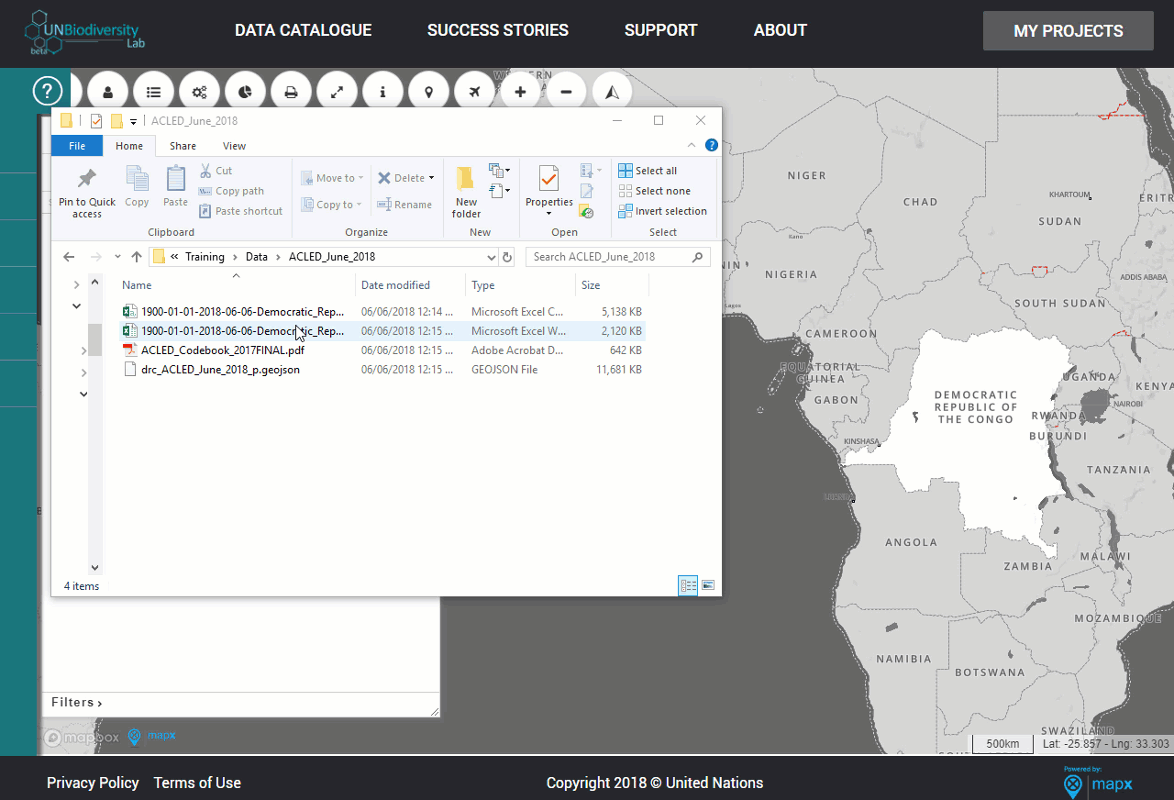 UNBiodiversity
Lab
beta
DATA CATALOGUE
SUCCESS STORIES
SUPPORT
ABOUT
MY PROJECTS
?
ACLED_June_2018
File
Home
Share
View
Pin to Quick
access
Copy
Paste
Cut
Copy path
Paste shortcut
Clipboard
Move to
Copy to
Delete
Rename
Organize
New
folder
New
Properties
Open
Select all
Select none
Invert selection
Select
« Training > Data > ACLED_June_2018
Search ACLED_June_2018
Name
Date modified
Type
Size
1900-01-01-2018-06-06-Democratic_Rep... 06/06/2018 12:14 ... Microsoft Excel C... 5,138 KB
1900-01-01-2018-06-06-Democratic_Rep... 06/06/2018 12:15 ... Microsoft Excel W... 2,120 KB
ACLED_Codebook_2017FINAL.pdf 06/06/2018 12:15 ... Adobe Acrobat D... 642 KB
drc_ACLED_June_2018_p.geojson 06/06/2018 12:15 ... GEOJSON File 11,681 KB
4 items
NIGER
CHAD
KHARTOUM
SUDAN
ERITR
Kano
NIGERIA
ADDIS ABABA
Lagos
SOUTH SUDAN
CAMEROON
EQUATORIAL
GUINEA
GABON
UGANDA
KENYA
NAIROBI
DEMOCRATIC
REPUBLIC OF
THE CONGO
RWANDA
BURUNDI
KINSHASA
TANZANIA
LUANDA
ANGOLA
MALAWI
ZAMBIA
MOZAMBIQUE
NAMIBIA
BOTSWANA
SWAZILAND
Filters ›
mapbox
mapx
500km
Lat: -25.857 - Lng: 33.303
Privacy Policy
Terms of Use
Copyright 2018 © United Nations
Powered by:
mapx